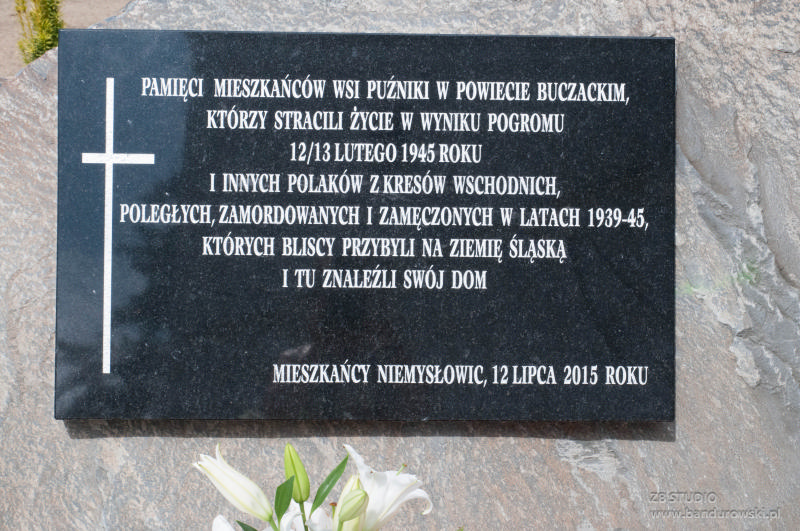 PAMIĘCI MIESZKAŃCÓW WSI PUŹNIKI W POWIECIE BUCZACKIM,
KTÓRZY STRACILI ŻYCIE W WYNIKU POGROMU
12/13 LUTEGO 1945 ROKU
I INNYCH POLAKÓW Z KRESÓW WSCHODNICH,
POLEGŁYCH, ZAMORDOWANYCH I ZAMĘCZONYCH W LATACH 1939-45,
KTÓRYCH BLISCY PRZYBYLI NA ZIEMIĘ ŚLĄSKĄ
I TU ZNALEŹLI SWÓJ DOM
MIESZKAŃCY NIEMYSŁOWIC, 12 LIPCA 2015 ROKU
ZB STUDIO
www.bandurowski.pl